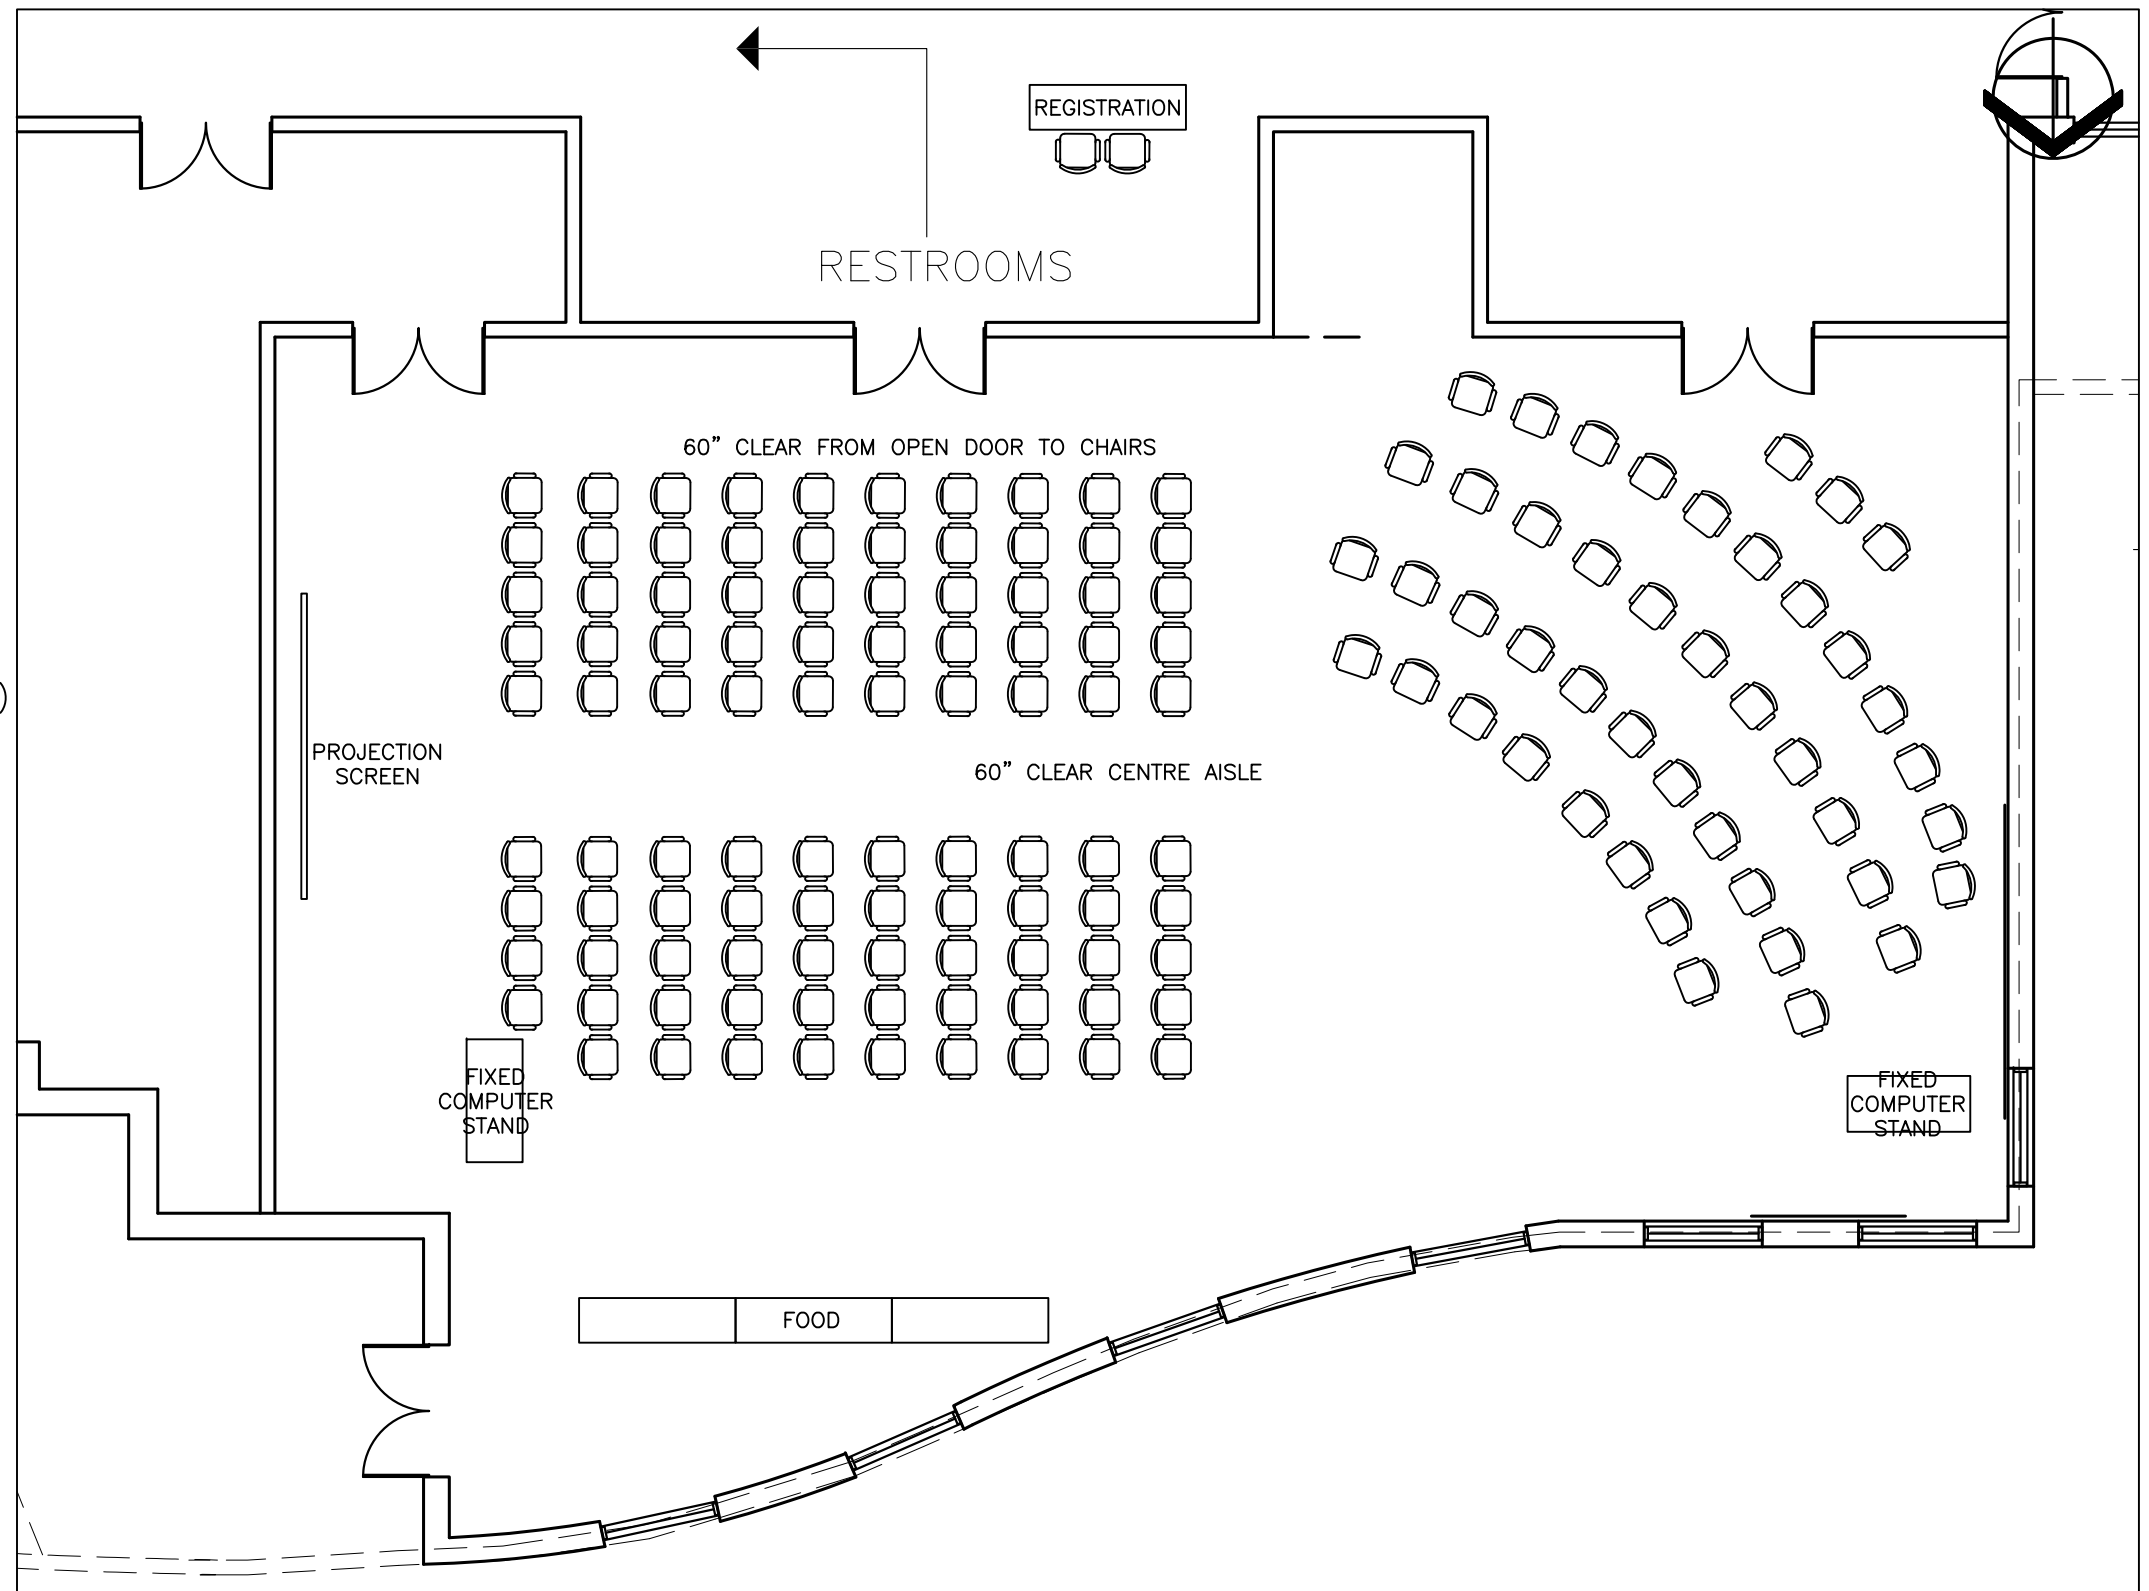 REGISTRATION
RESTROOMS
60” CLEAR FROM OPEN DOOR TO CHAIRS
PROJECTION
SCREEN
60” CLEAR CENTRE AISLE
FIXED
COMPUTER
STAND
FIXED
COMPUTER
STAND
FOOD